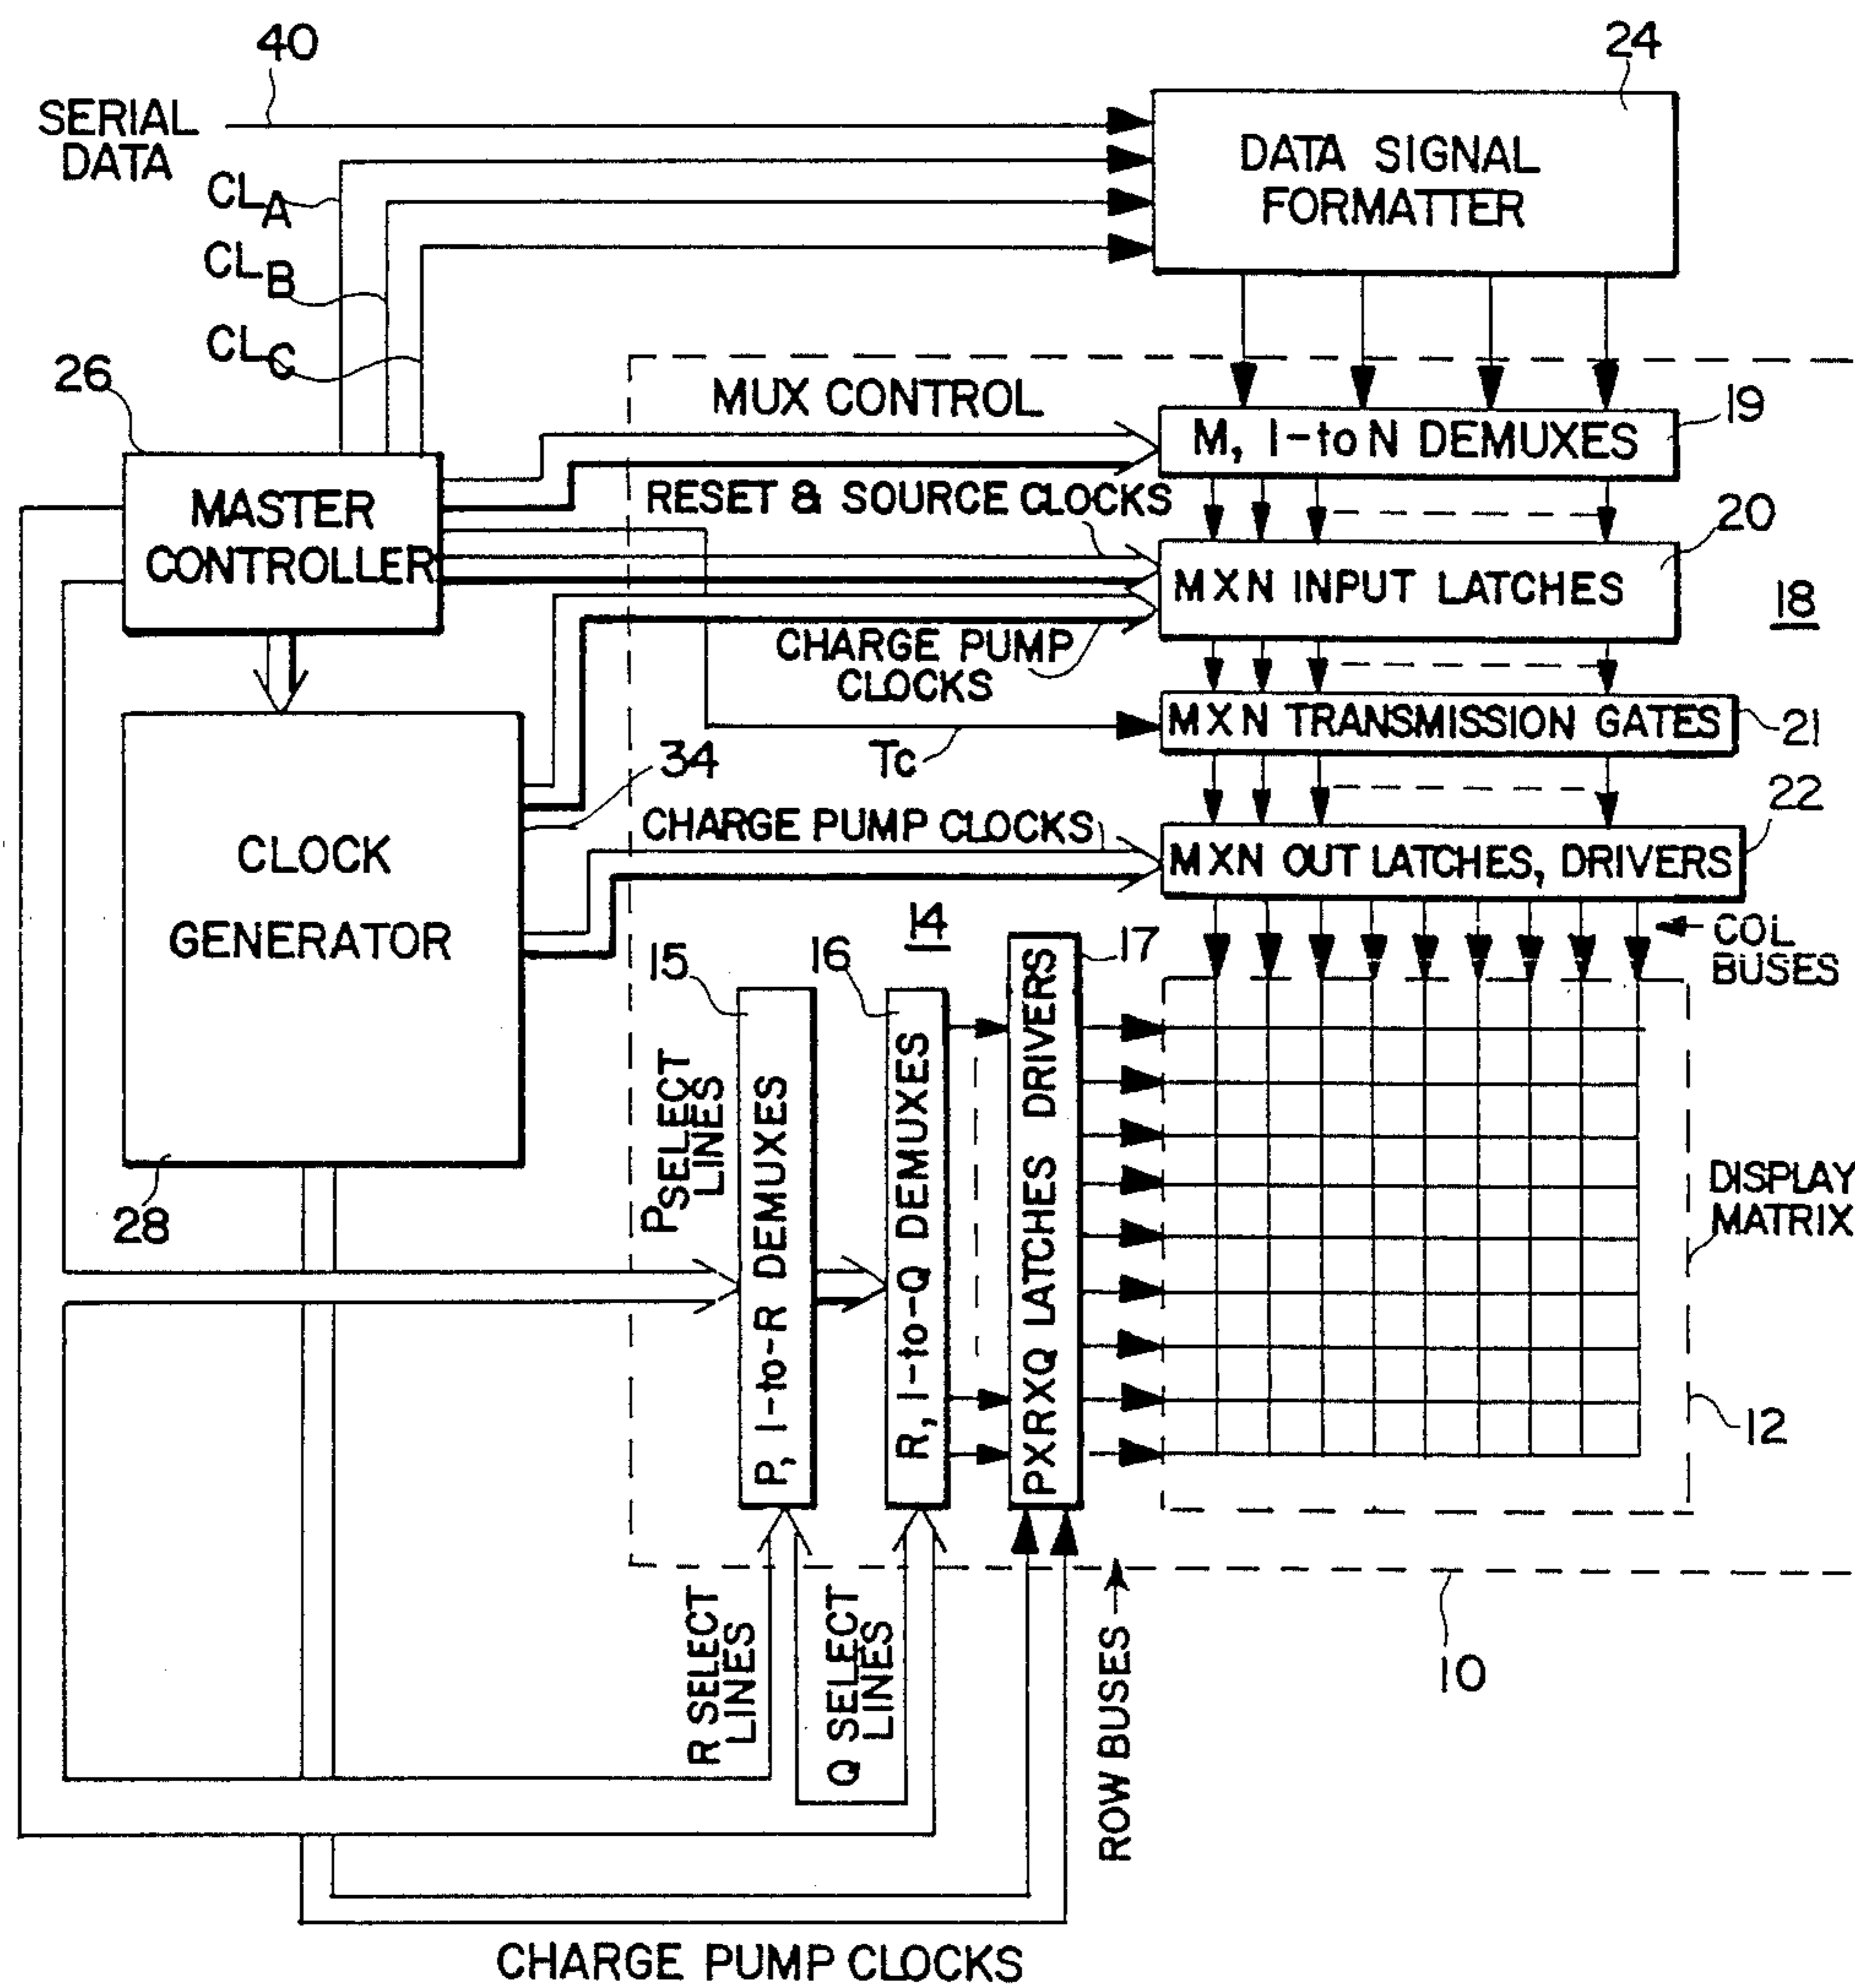 40
24
SERIAL
DATA
DATA SIGNAL
FORMATTER
CLA
CLB
CLC
26
MUX CONTROL
19
M, 1-to N DEMUXES
RESET & SOURCE CLOCKS
MASTER
CONTROLLER
20
MXN INPUT LATCHES
18
CHARGE PUMP
CLOCKS
MXN TRANSMISSION GATES
21
Tc
34
CHARGE PUMP CLOCKS
22
MXN OUT LATCHES, DRIVERS
CLOCK
GENERATOR
14
COL
BUSES
15
16
17
P SELECT
LINES
P, 1-to-R DEMUXES
R, 1-to-Q DEMUXES
PXRXQ LATCHES DRIVERS
DISPLAY
MATRIX
28
12
R SELECT
LINES
Q SELECT
LINES
ROW BUSES
10
CHARGE PUMP CLOCKS